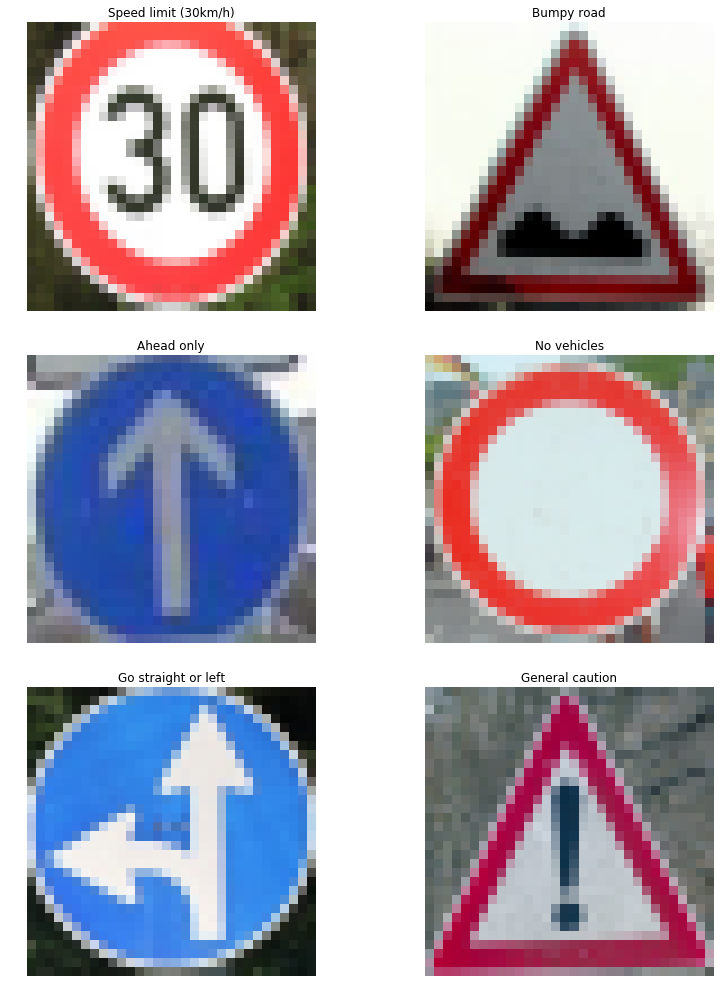 Speed limit (30km/h)
Bumpy road
30
Ahead only
No vehicles
Go straight or left
General caution